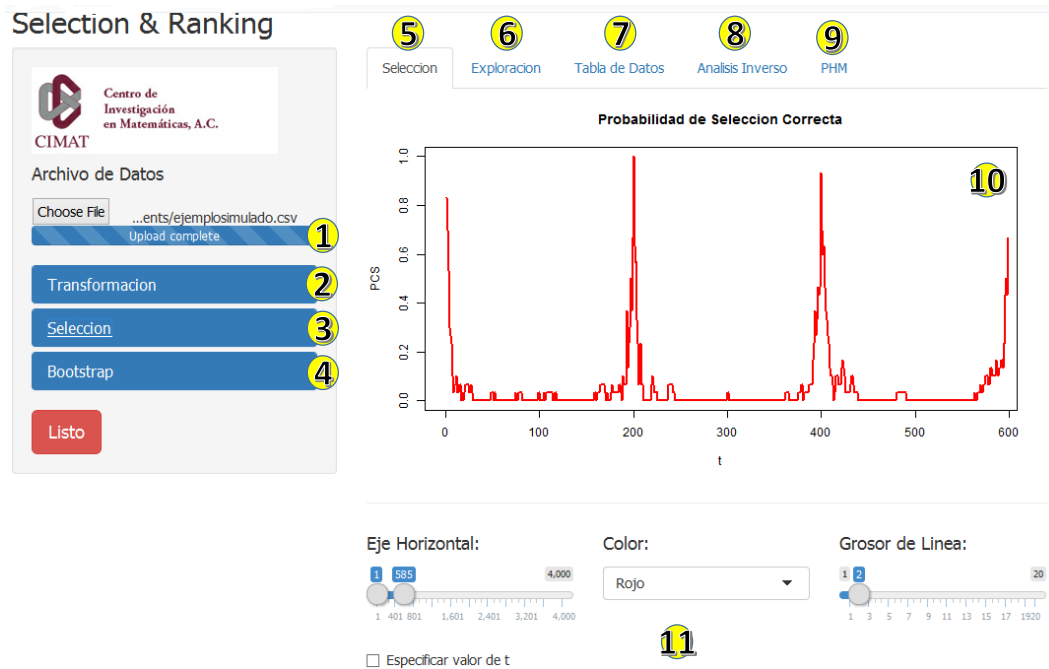 Selection & Ranking
CIMAT
Centro de
Investigación
en Matemáticas, A.C.
Archivo de Datos
Choose File ...ents/ejemplosimulado.csv
Upload complete 1
Transformacion 2
Seleccion 3
Bootstrap 4
Listo
5 6 7 8 9
Seleccion Exploracion Tabla de Datos Analisis Inverso PHM
Probabilidad de Seleccion Correcta
10
PCS
1.0
0.8
0.6
0.4
0.2
0.0
0 100 200 300 400 500 600
t
Eje Horizontal:
1 585 4,000
1 401 801 1,601 2,401 3,201 4,000
Color:
Rojo
Grosor de Linea:
1 2 20
1 3 5 7 9 11 13 15 17 1920
11
Especificar valor de t